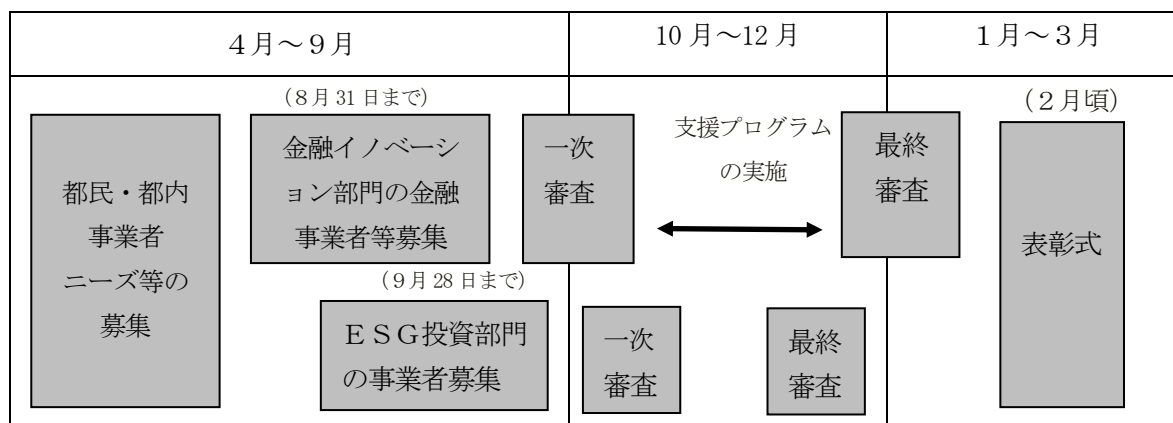 4月～9月
10月～12月
1月～3月
都民・都内
事業者
ニーズ等の
募集
(8月31日まで)
金融イノベーシ
ョン部門の金融
事業者等募集
一次
審査
支援プログラム
の実施
最終
審査
(9月28日まで)
ＥＳＧ投資部門
の事業者募集
一次
審査
最終
審査
(２月頃)
表彰式